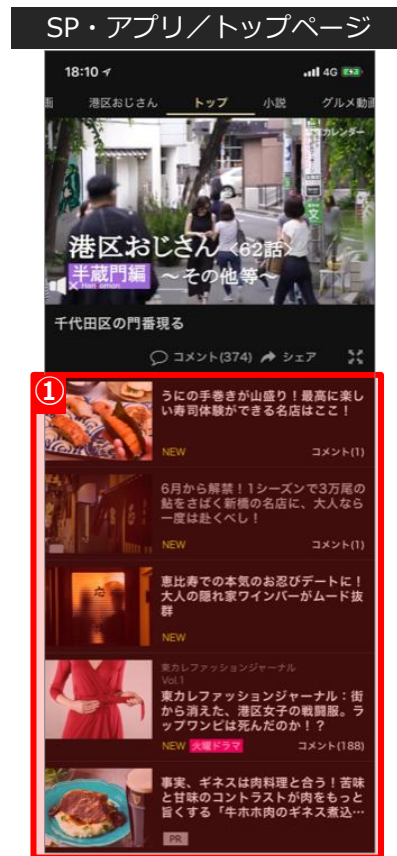 SP・アプリ／トップページ
18:10
4G
画 港区おじさん トップ 小説 グルメ動画
カレンダー
文
港区おじさん〈62話〉
半蔵門編 〜その他等〜
Hanzomon
千代田区の門番現る
コメント(374) シェア
①
うにの手巻きが山盛り！最高に楽し
い寿司体験ができる名店はここ！
NEW コメント(1)
6月から解禁！1シーズンで3万尾の
鮎をさばく新橋の名店に、大人なら
一度は赴くべし！
NEW コメント(1)
恵比寿での本気のお忍びデートに！
大人の隠れ家ワインバーがムード抜
群
NEW
東カレファッションジャーナル
Vol.1
東カレファッションジャーナル：街
から消えた、港区女子の戦闘服。ラ
ップワンピは死んだのか！？
NEW 火曜ドラマ コメント(188)
事実、ギネスは肉料理と合う！苦味
と甘味のコントラストが肉をもっと
旨くする「牛ホホ肉のギネス煮込…
PR